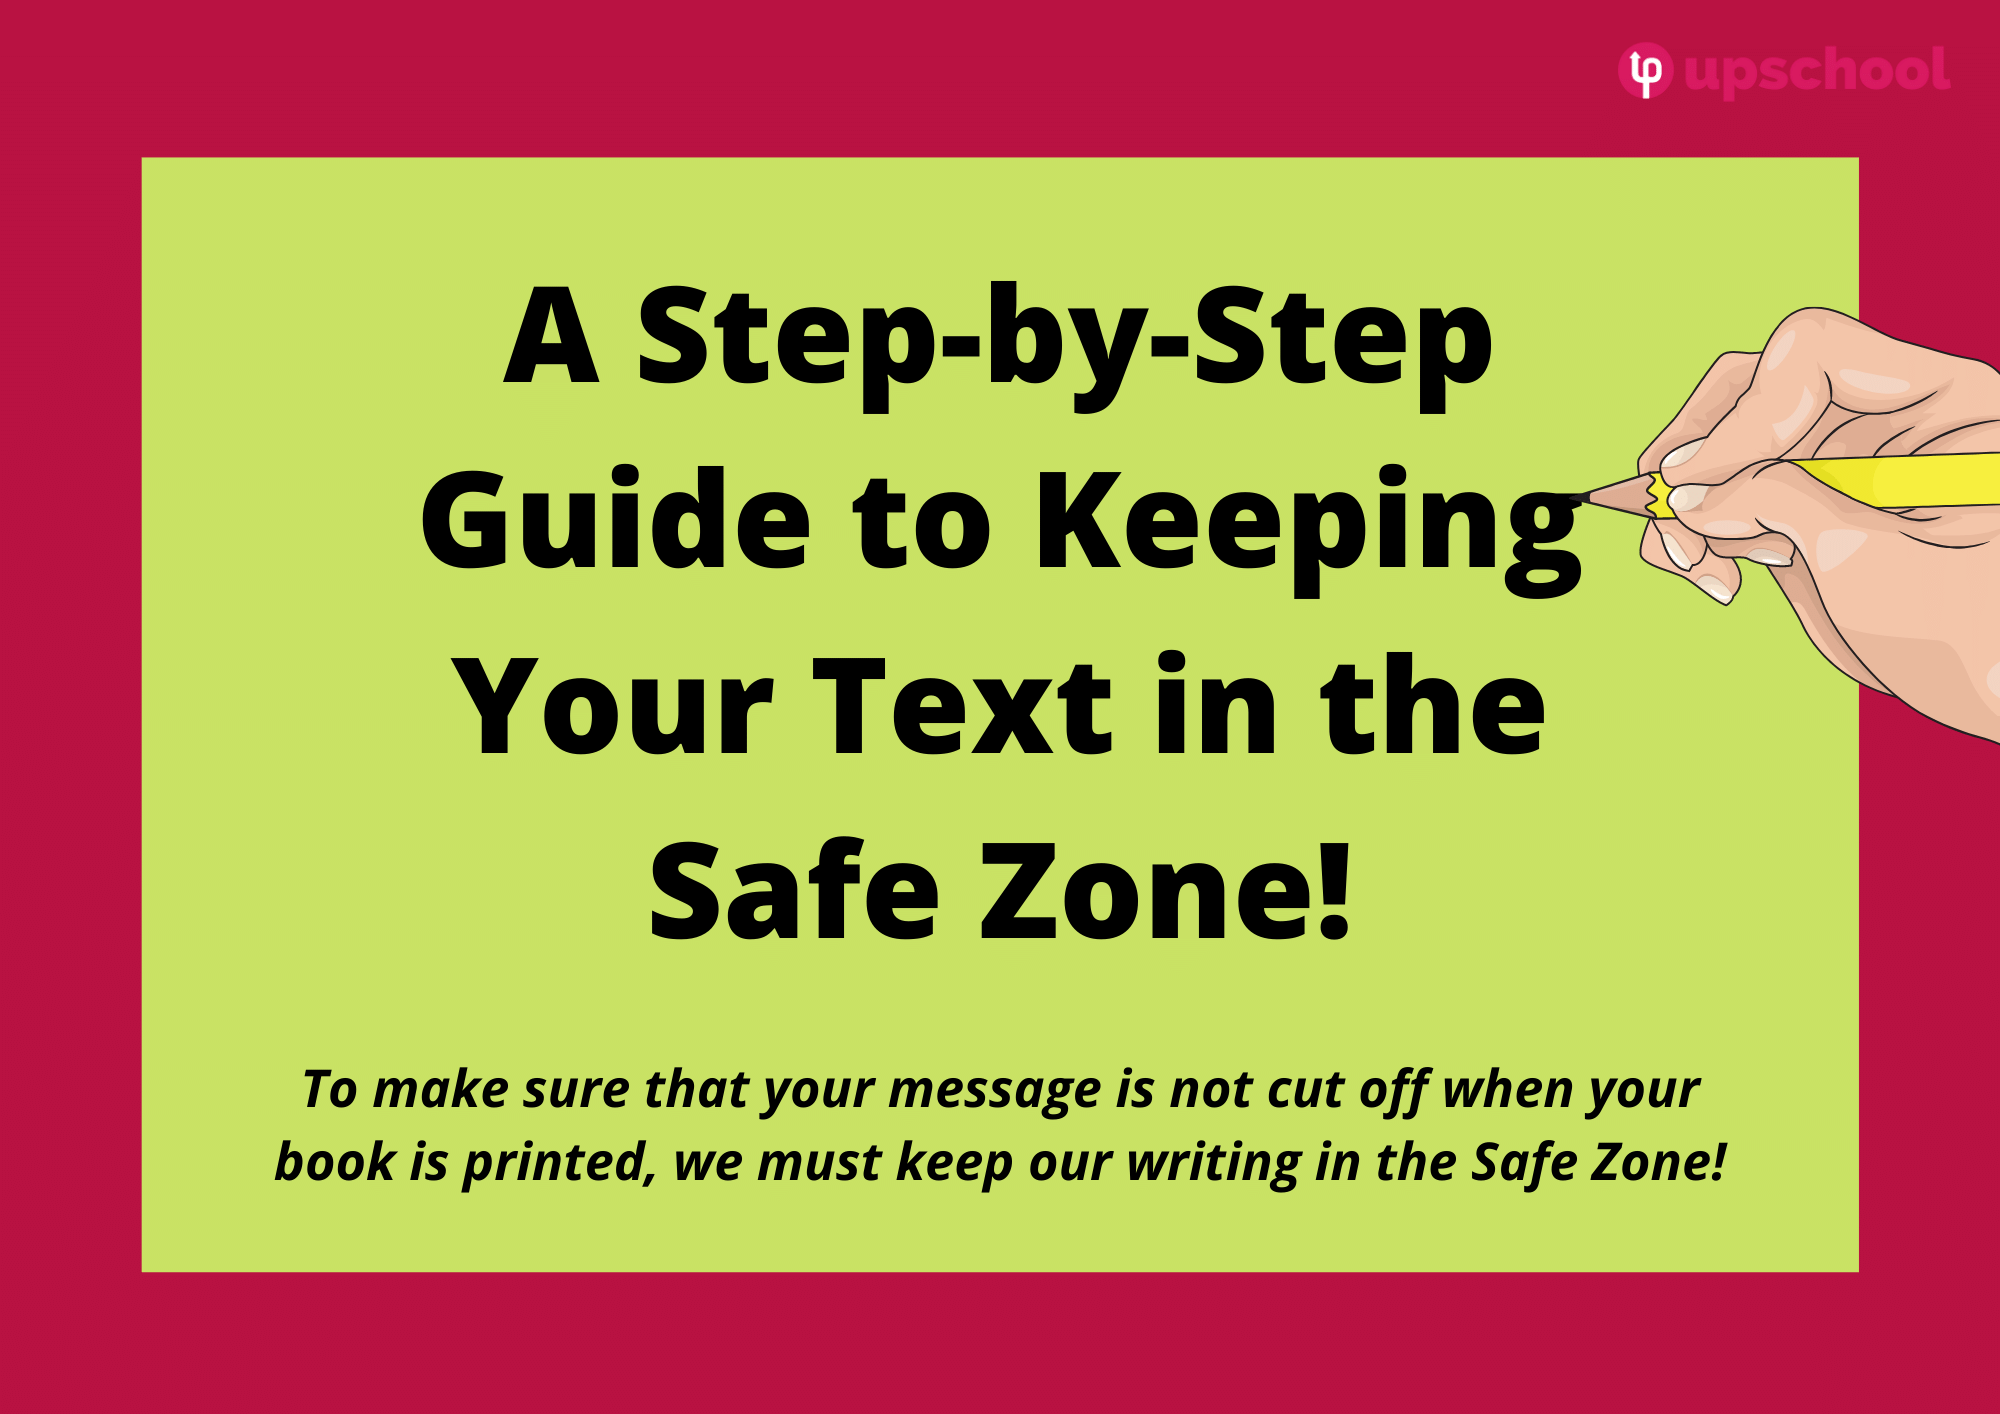 upschool
A Step-by-Step
Guide to Keeping
Your Text in the
Safe Zone!
To make sure that your message is not cut off when your
book is printed, we must keep our writing in the Safe Zone!